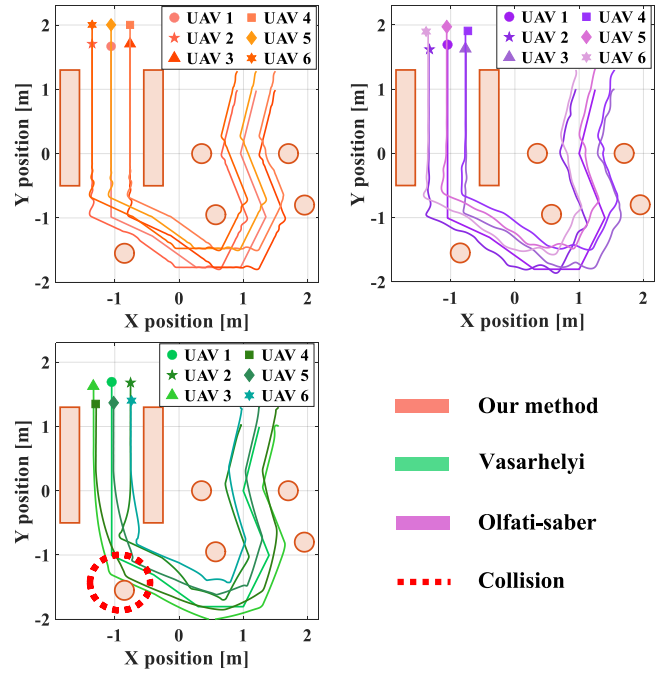 UAV 1 UAV 4
UAV 2 UAV 5
UAV 3 UAV 6
2
1
0
-1
-2
Y position [m]
-1 0 1 2
X position [m]
UAV 1 UAV 4
UAV 2 UAV 5
UAV 3 UAV 6
2
1
0
-1
-2
Y position [m]
-1 0 1 2
X position [m]
UAV 1 UAV 4
UAV 2 UAV 5
UAV 3 UAV 6
2
1
0
-1
-2
Y position [m]
-1 0 1 2
X position [m]
Our method
Vasarhelyi
Olfati-saber
Collision